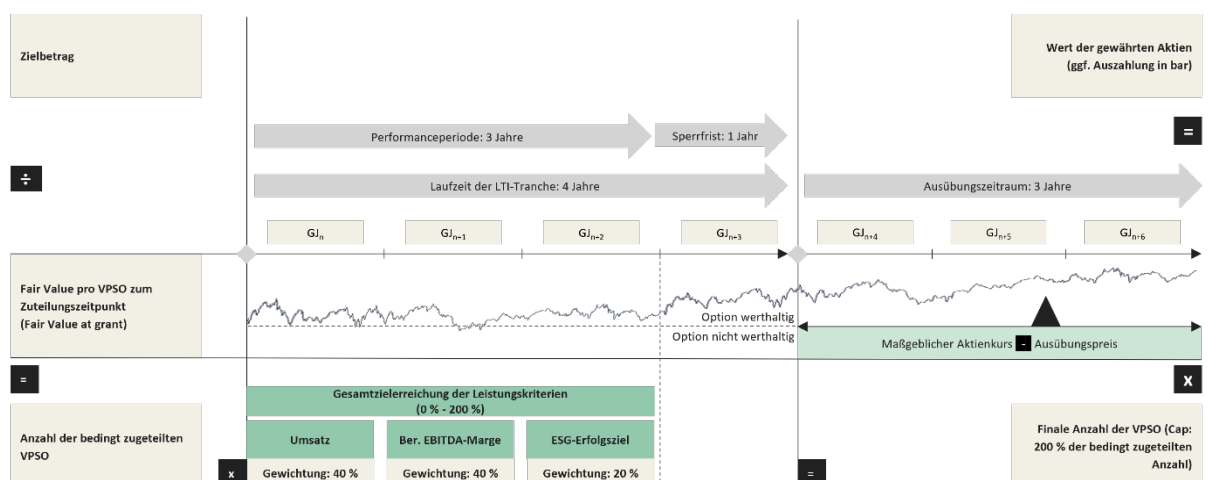 Zielbetrag
Wert der gewährten Aktien
(ggf. Auszahlung in bar)
Performanceperiode: 3 Jahre
Sperrfrist: 1 Jahr
=
÷
Laufzeit der LTI-Tranche: 4 Jahre
Ausübungszeitraum: 3 Jahre
GJn
GJn+1
GJn+2
GJn+3
GJn+4
GJn+5
GJn+6
Fair Value pro VPSO zum
Zuteilungszeitpunkt
(Fair Value at grant)
Option werthaltig
Option nicht werthaltig
Maßgeblicher Aktienkurs - Ausübungspreis
=
x
Gesamtzielerreichung der Leistungskriterien
(0 % - 200 %)
Anzahl der bedingt zugeteilten
VPSO
Umsatz
Ber. EBITDA-Marge
ESG-Erfolgsziel
Finale Anzahl der VPSO (Cap:
200 % der bedingt zugeteilten
Anzahl)
x
Gewichtung: 40 %
Gewichtung: 40 %
Gewichtung: 20 %
=